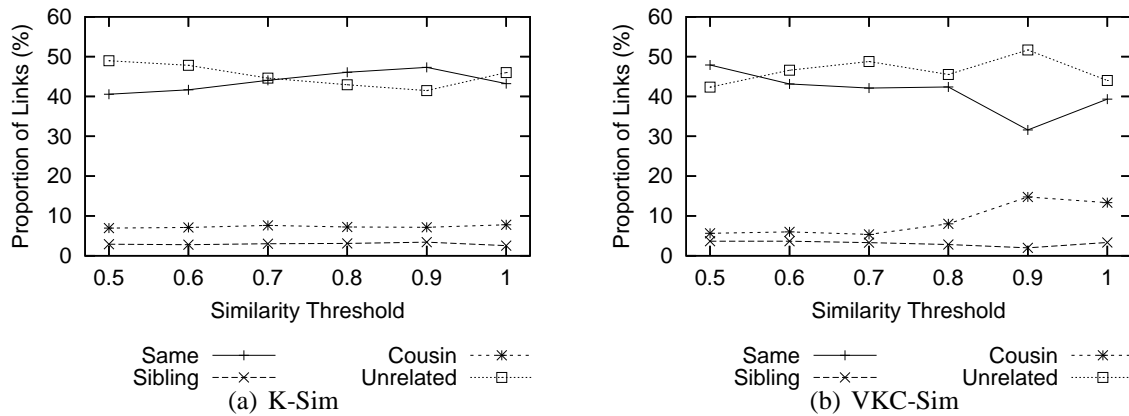 Proportion of Links (%)
60
50
40
30
20
10
0
0.5 0.6 0.7 0.8 0.9 1
Similarity Threshold
Same Cousin
Sibling Unrelated
(a) K-Sim
Proportion of Links (%)
60
50
40
30
20
10
0
0.5 0.6 0.7 0.8 0.9 1
Similarity Threshold
Same Cousin
Sibling Unrelated
(b) VKC-Sim